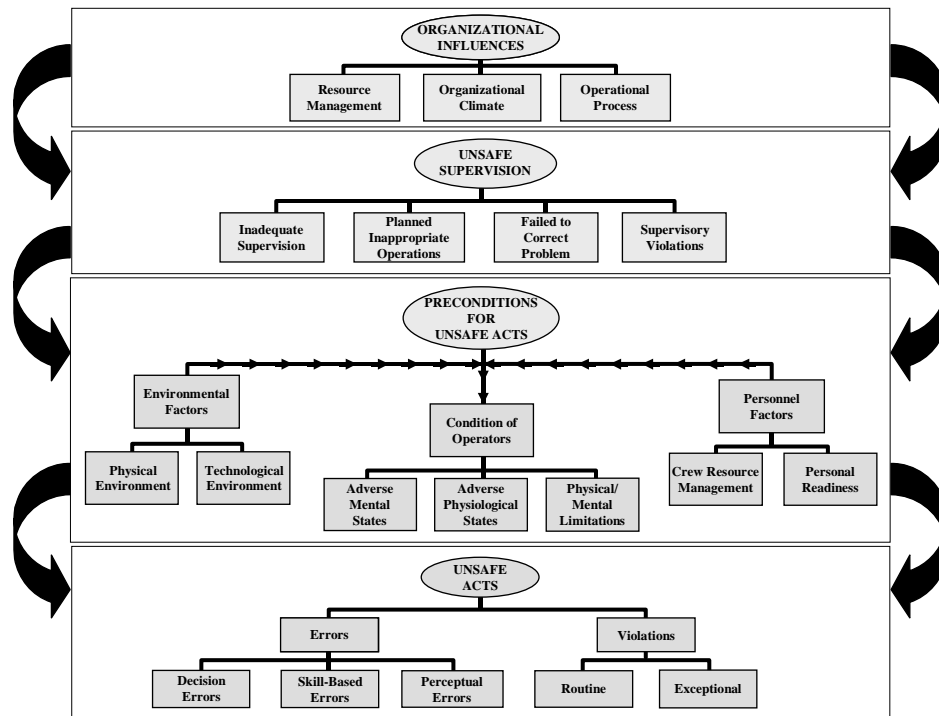 ORGANIZATIONAL
INFLUENCES
Resource
Management
Organizational
Climate
Operational
Process
UNSAFE
SUPERVISION
Inadequate
Supervision
Planned
Inappropriate
Operations
Failed to
Correct
Problem
Supervisory
Violations
PRECONDITIONS
FOR
UNSAFE ACTS
Environmental
Factors
Physical
Environment
Technological
Environment
Condition of
Operators
Adverse
Mental
States
Adverse
Physiological
States
Physical/
Mental
Limitations
Personnel
Factors
Crew Resource
Management
Personal
Readiness
UNSAFE
ACTS
Errors
Decision
Errors
Skill-Based
Errors
Perceptual
Errors
Violations
Routine
Exceptional